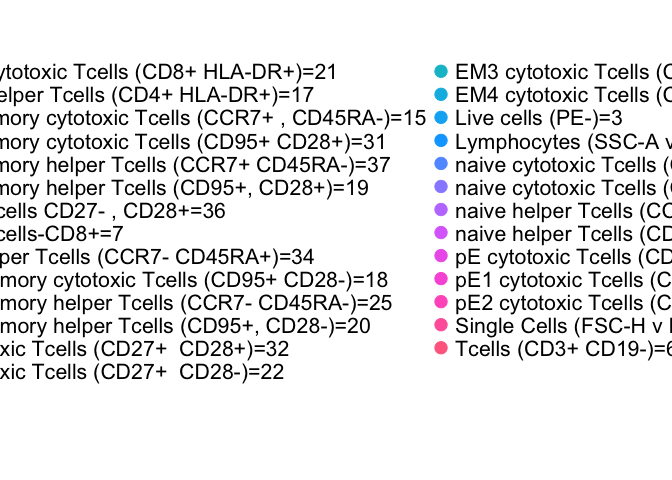 ytotoxic Tcells (CD8+ HLA-DR+)=21
elper Tcells (CD4+ HLA-DR+)=17
mory cytotoxic Tcells (CCR7+ , CD45RA-)=15
mory cytotoxic Tcells (CD95+ CD28+)=31
mory helper Tcells (CCR7+ CD45RA-)=37
mory helper Tcells (CD95+, CD28+)=19
cells CD27- , CD28+=36
cells-CD8+=7
per Tcells (CCR7- CD45RA+)=34
mory cytotoxic Tcells (CD95+ CD28-)=18
mory helper Tcells (CCR7- CD45RA-)=25
mory helper Tcells (CD95+, CD28-)=20
xic Tcells (CD27+  CD28+)=32
xic Tcells (CD27+  CD28-)=22
EM3 cytotoxic Tcells (C
EM4 cytotoxic Tcells (C
Live cells (PE-)=3
Lymphocytes (SSC-A v
naive cytotoxic Tcells (
naive cytotoxic Tcells (
naive helper Tcells (CC
naive helper Tcells (CD
pE cytotoxic Tcells (CD
pE1 cytotoxic Tcells (C
pE2 cytotoxic Tcells (C
Single Cells (FSC-H v
Tcells (CD3+ CD19-)=6